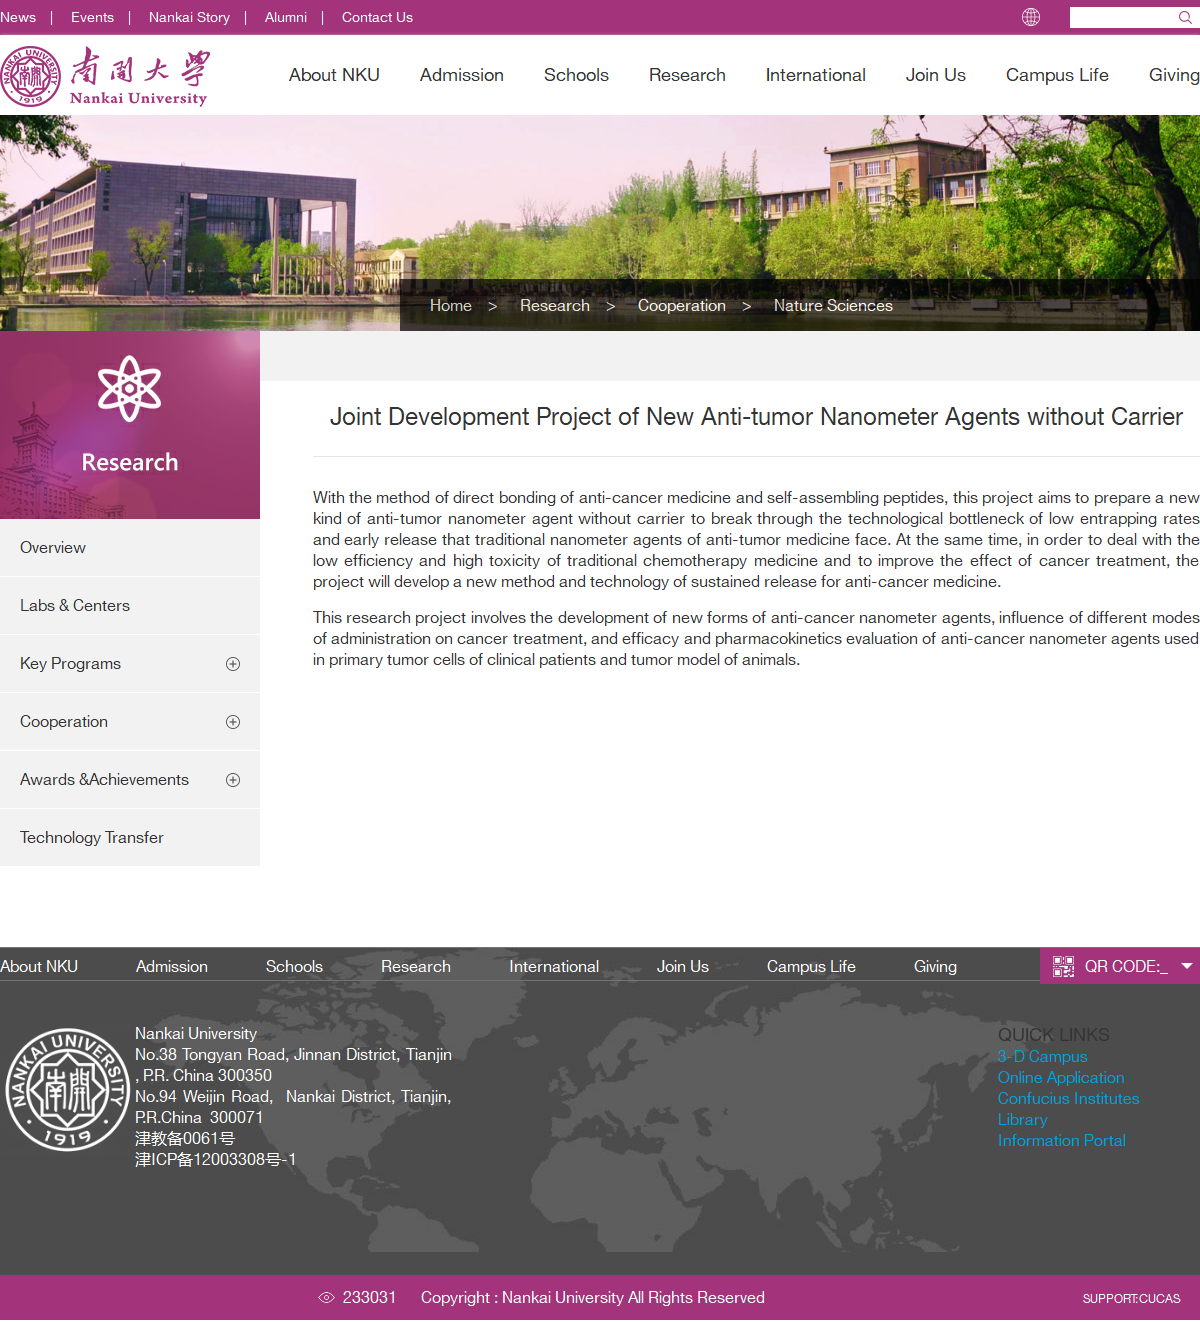 News | Events | Nankai Story | Alumni | Contact Us
NANKAI UNIVERSITY
1919
南開大學
Nankai University
About NKU Admission Schools Research International Join Us Campus Life Giving
Home > Research > Cooperation > Nature Sciences
Research
Joint Development Project of New Anti-tumor Nanometer Agents without Carrier
With the method of direct bonding of anti-cancer medicine and self-assembling peptides, this project aims to prepare a new
kind of anti-tumor nanometer agent without carrier to break through the technological bottleneck of low entrapping rates
and early release that traditional nanometer agents of anti-tumor medicine face. At the same time, in order to deal with the
low efficiency and high toxicity of traditional chemotherapy medicine and to improve the effect of cancer treatment, the
project will develop a new method and technology of sustained release for anti-cancer medicine.
This research project involves the development of new forms of anti-cancer nanometer agents, influence of different modes
of administration on cancer treatment, and efficacy and pharmacokinetics evaluation of anti-cancer nanometer agents used
in primary tumor cells of clinical patients and tumor model of animals.
Overview
Labs & Centers
Key Programs
Cooperation
Awards &Achievements
Technology Transfer
About NKU Admission Schools Research International Join Us Campus Life Giving
QR CODE:_
NANKAI UNIVERSITY
南開
1919
Nankai University
No.38 Tongyan Road, Jinnan District, Tianjin
, P.R. China 300350
No.94 Weijin Road, Nankai District, Tianjin,
P.R.China 300071
津教备0061号
津ICP备12003308号-1
QUICK LINKS
3-D Campus
Online Application
Confucius Institutes
Library
Information Portal
233031 Copyright : Nankai University All Rights Reserved
SUPPORT:CUCAS